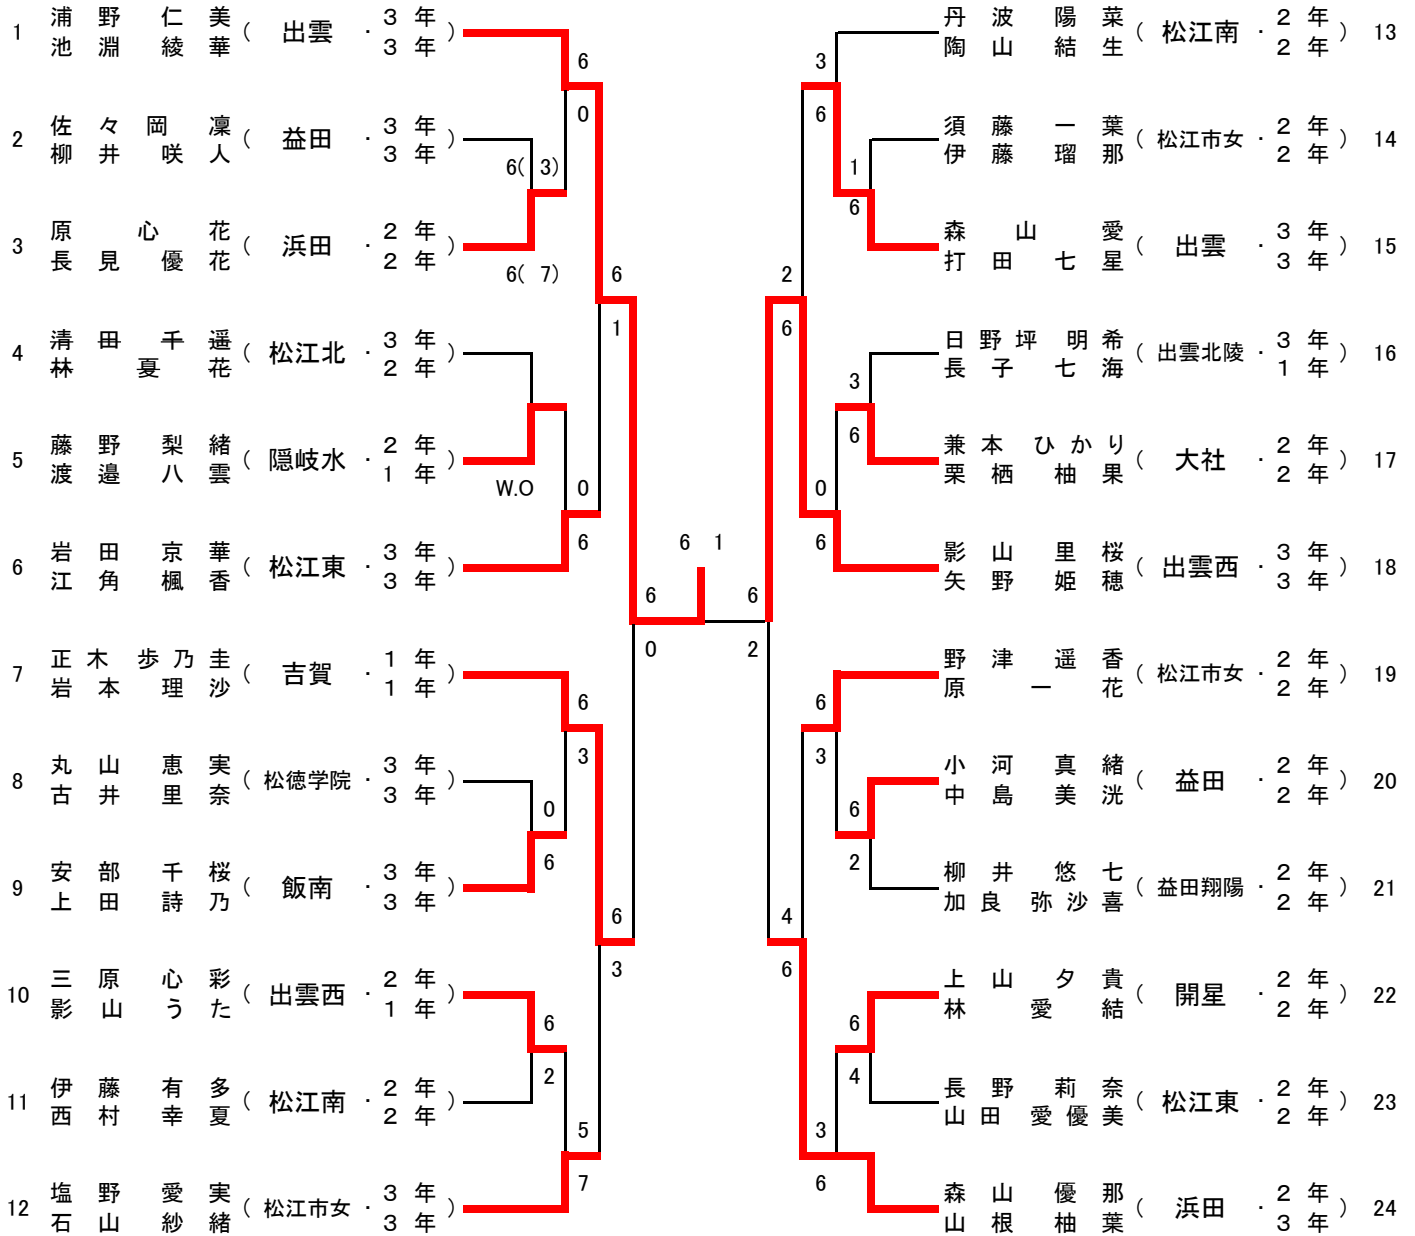 1 浦野仁美 ( 出雲 ・ 3年 )
池淵綾華 3年
2 佐々岡凜 ( 益田 ・ 3年 )
柳井咲人 3年
3 原心花 ( 浜田 ・ 2年 )
長見優花 2年
4 清田千遥 ( 松江北 ・ 3年 )
林夏花 2年
5 藤野梨緒 ( 隠岐水 ・ 2年 )
渡邉八雲 1年
6 岩田京華 ( 松江東 ・ 3年 )
江角楓香 3年
7 正木歩乃圭 ( 吉賀 ・ 1年 )
岩本理沙 1年
8 丸山恵実 ( 松徳学院 ・ 3年 )
古井里奈 3年
9 安部千桜 ( 飯南 ・ 3年 )
上田詩乃 3年
10 三原心彩 ( 出雲西 ・ 2年 )
影山うた 1年
11 伊藤有多 ( 松江南 ・ 2年 )
西村幸夏 2年
12 塩野愛実 ( 松江市女 ・ 3年 )
石山紗緒 3年
6
0
6( 3)
6( 7)
6
1
W.O
0
6
6
0
6
3
0
6
6
3
6
2
5
7
6 1
丹波陽菜 ( 松江南 ・ 2年 ) 13
陶山結生 2年
須藤一葉 ( 松江市女 ・ 2年 ) 14
伊藤瑠那 2年
森山愛 ( 出雲 ・ 3年 ) 15
打田七星 3年
日野坪明希 ( 出雲北陵 ・ 3年 ) 16
長子七海 1年
兼本ひかり ( 大社 ・ 2年 ) 17
栗栖柚果 2年
影山里桜 ( 出雲西 ・ 3年 ) 18
矢野姫穂 3年
野津遥香 ( 松江市女 ・ 2年 ) 19
原一花 2年
小河真緒 ( 益田 ・ 2年 ) 20
中島美洸 2年
柳井悠七 ( 益田翔陽 ・ 2年 ) 21
加良弥沙喜 2年
上山夕貴 ( 開星 ・ 2年 ) 22
林愛結 2年
長野莉奈 ( 松江東 ・ 2年 ) 23
山田愛優美 2年
森山優那 ( 浜田 ・ 2年 ) 24
山根柚葉 3年
3
6
1
6
2
6
3
6
0
6
6
2
6
3
6
2
4
6
6
4
3
6